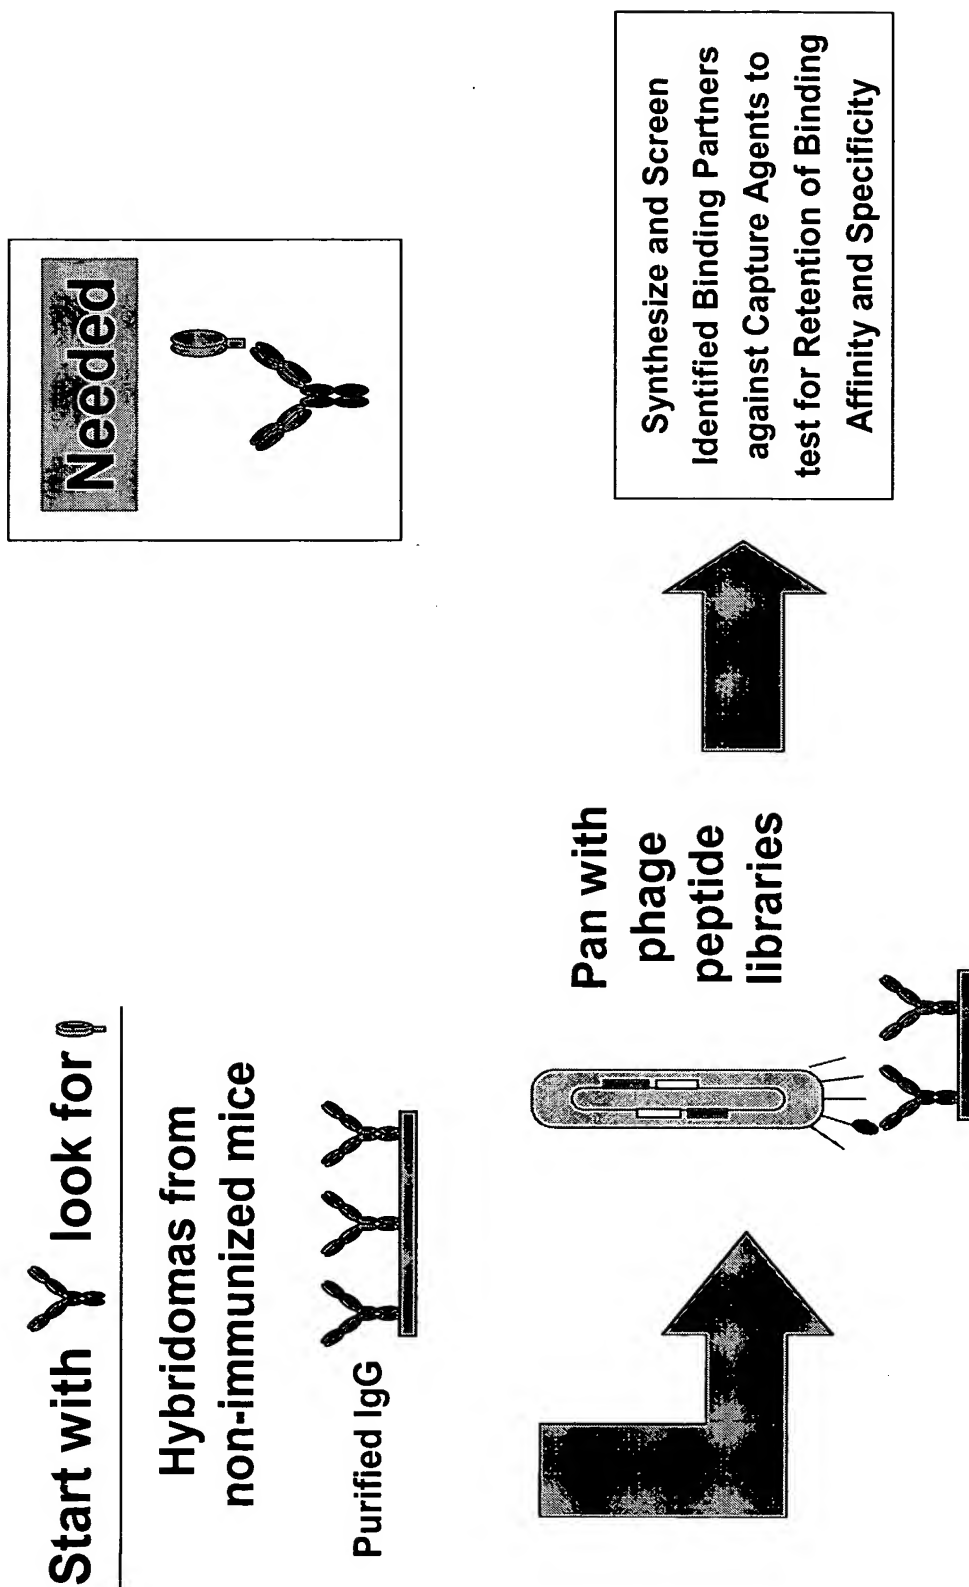 Start with look for
Hybridomas from
non-immunized mice
Purified IgG
Needed
Pan with
phage
peptide
libraries
Synthesize and Screen
Identified Binding Partners
against Capture Agents to
test for Retention of Binding
Affinity and Specificity